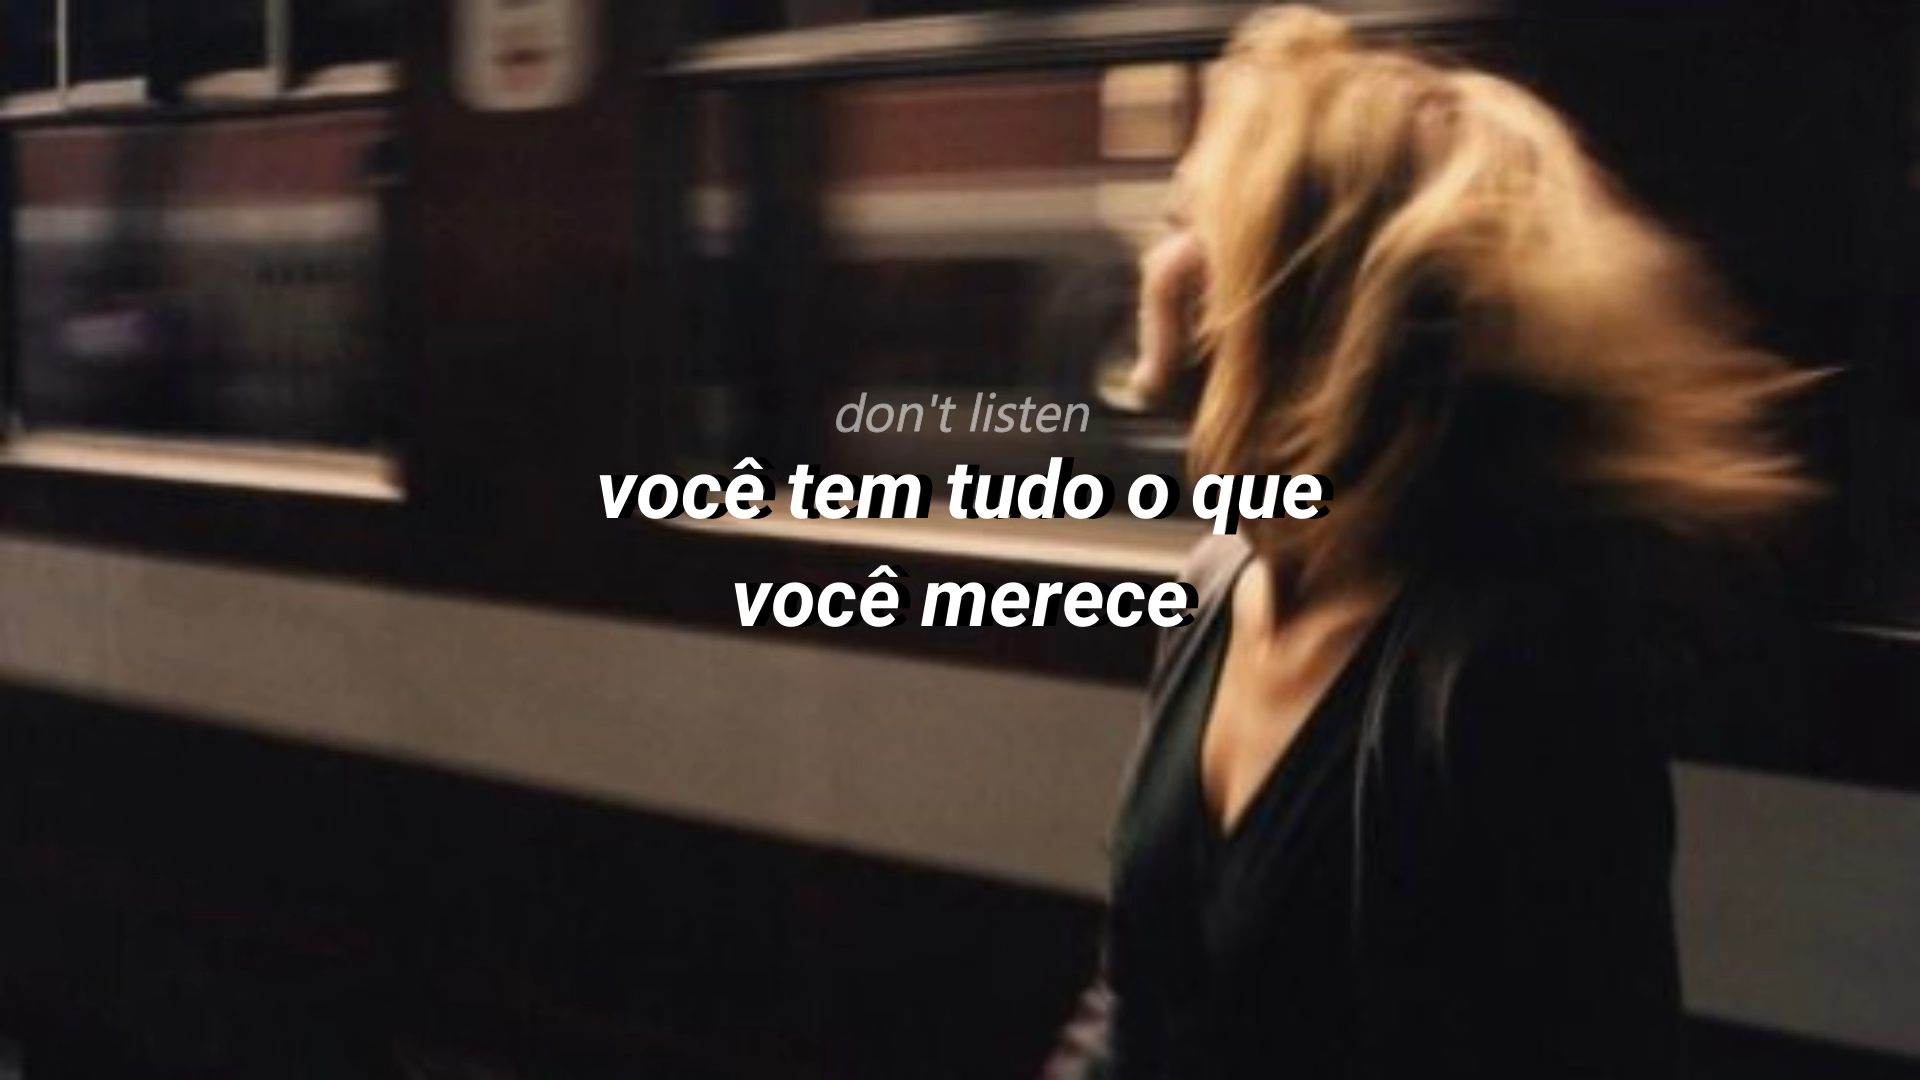 don't listen
você tem tudo o que
você merece